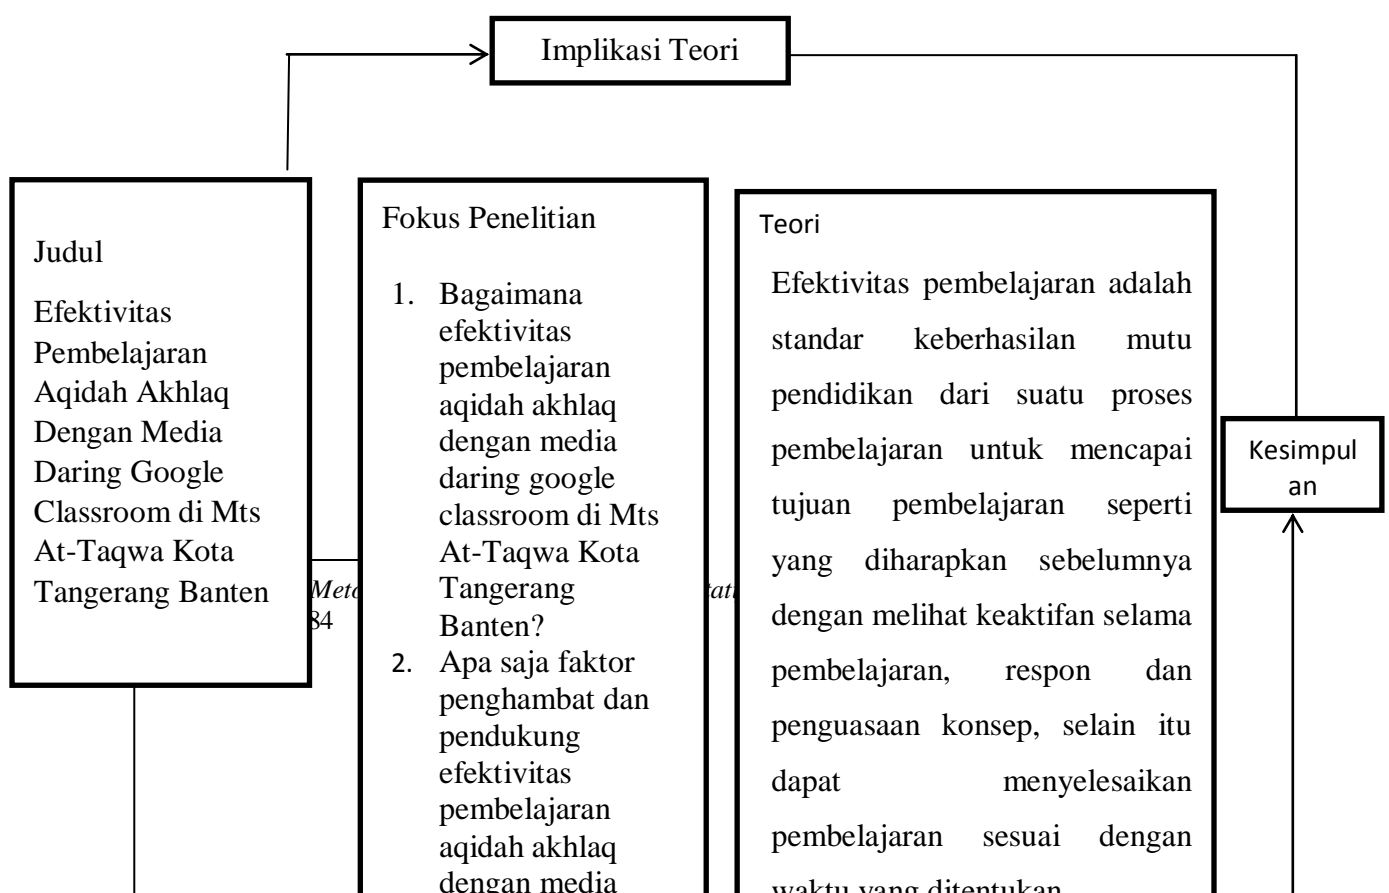 Implikasi Teori
Judul
Efektivitas
Pembelajaran
Aqidah Akhlaq
Dengan Media
Daring Google
Classroom di Mts
At-Taqwa Kota
Tangerang Banten
84
Fokus Penelitian
1. Bagaimana
efektivitas
pembelajaran
aqidah akhlaq
dengan media
daring google
classroom di Mts
At-Taqwa Kota
Tangerang
Banten?
2. Apa saja faktor
penghambat dan
pendukung
efektivitas
pembelajaran
aqidah akhlaq
dengan media
Teori
Efektivitas pembelajaran adalah
standar keberhasilan mutu
pendidikan dari suatu proses
pembelajaran untuk mencapai
tujuan pembelajaran seperti
yang diharapkan sebelumnya
dengan melihat keaktifan selama
pembelajaran, respon dan
penguasaan konsep, selain itu
dapat menyelesaikan
pembelajaran sesuai dengan
waktu yang ditentukan
Kesimpul
an